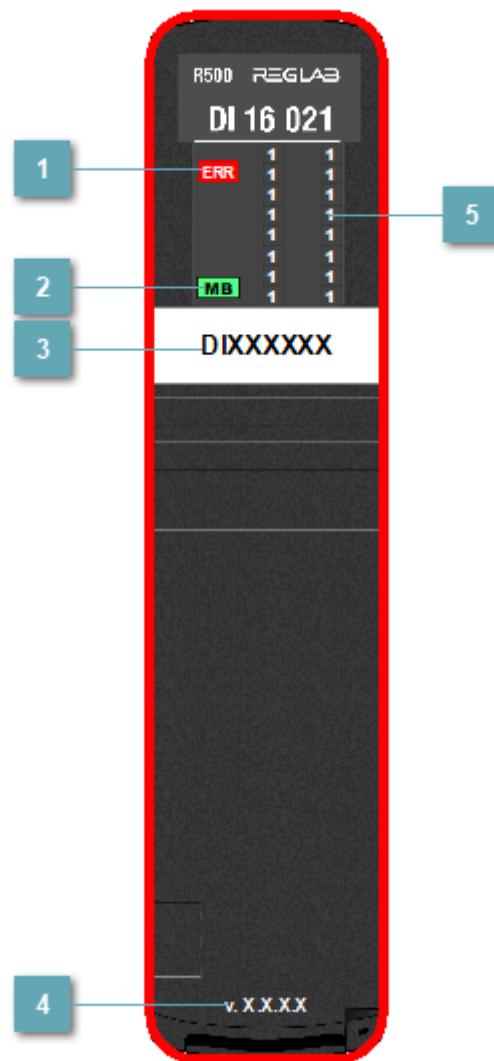 R500 REGLAB
DI 16 021
1 1
1 ERR 1 1
1 1
1 1 5
1 1
1 1
1 1
2 MB 1 1
3 DIXXXXXX
4 v. X.X.X.X